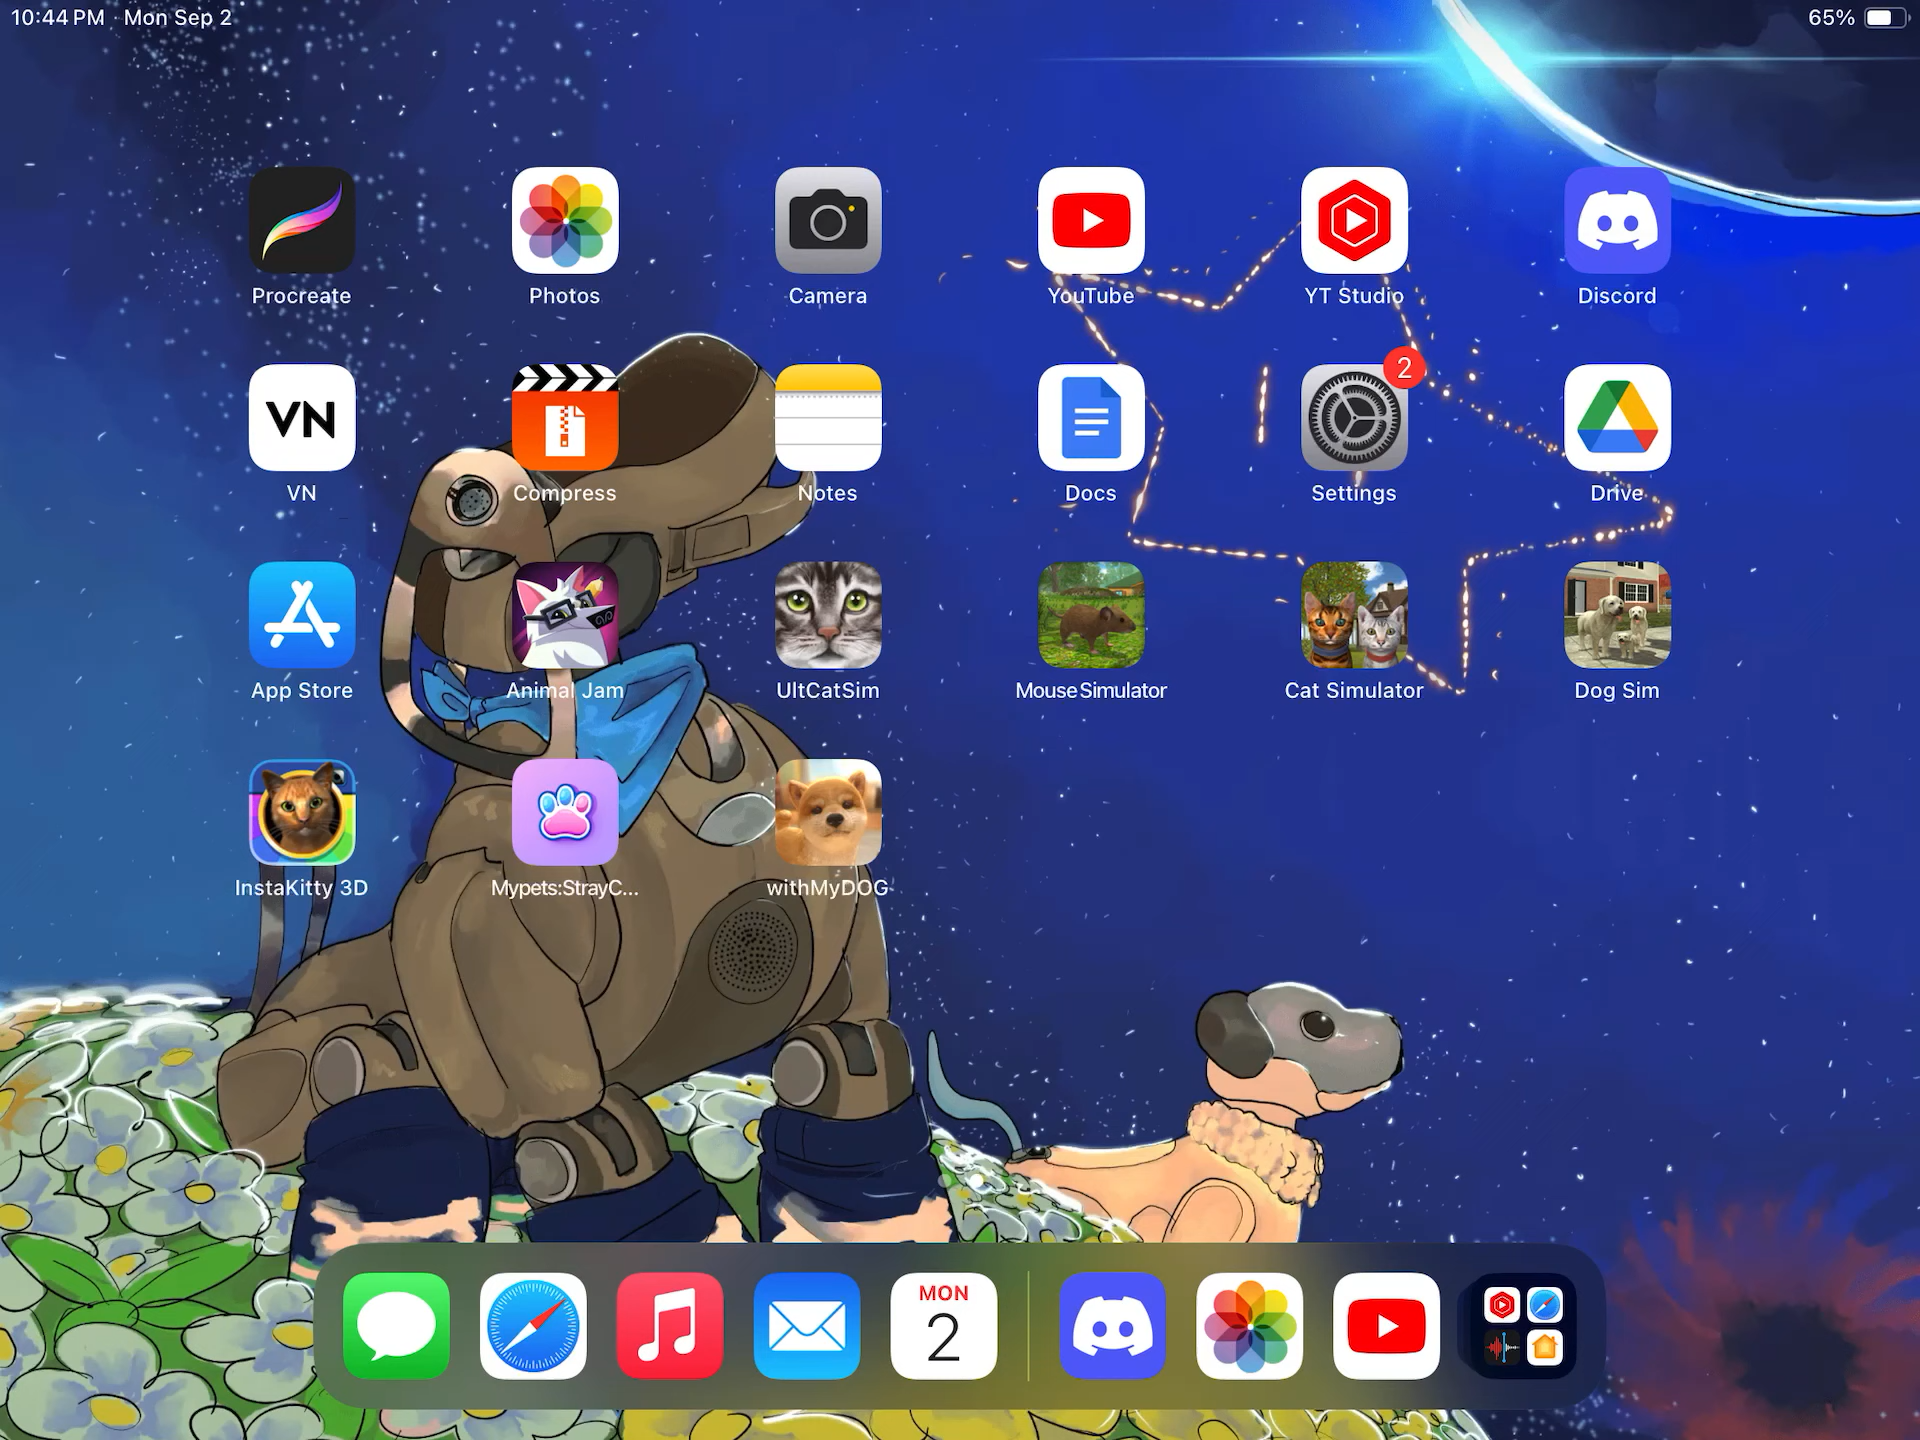 10:44 PM Mon Sep 2
65%
Procreate
Photos
Camera
YouTube
YT Studio
Discord
VN
VN
Compress
Notes
Docs
2
Settings
Drive
App Store
Animal Jam
UltCatSim
MouseSimulator
Cat Simulator
Dog Sim
InstaKitty 3D
Mypets:StrayC...
withMyDOG
MON
2